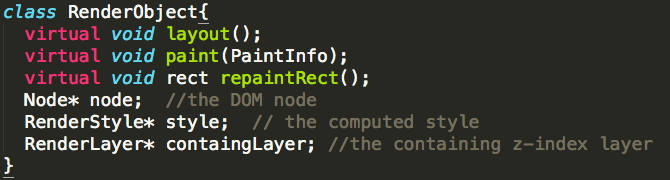 class RenderObject{
  virtual void layout();
  virtual void paint(PaintInfo);
  virtual void rect repaintRect();
  Node* node;  //the DOM node
  RenderStyle* style;  // the computed style
  RenderLayer* containgLayer; //the containing z-index layer
}